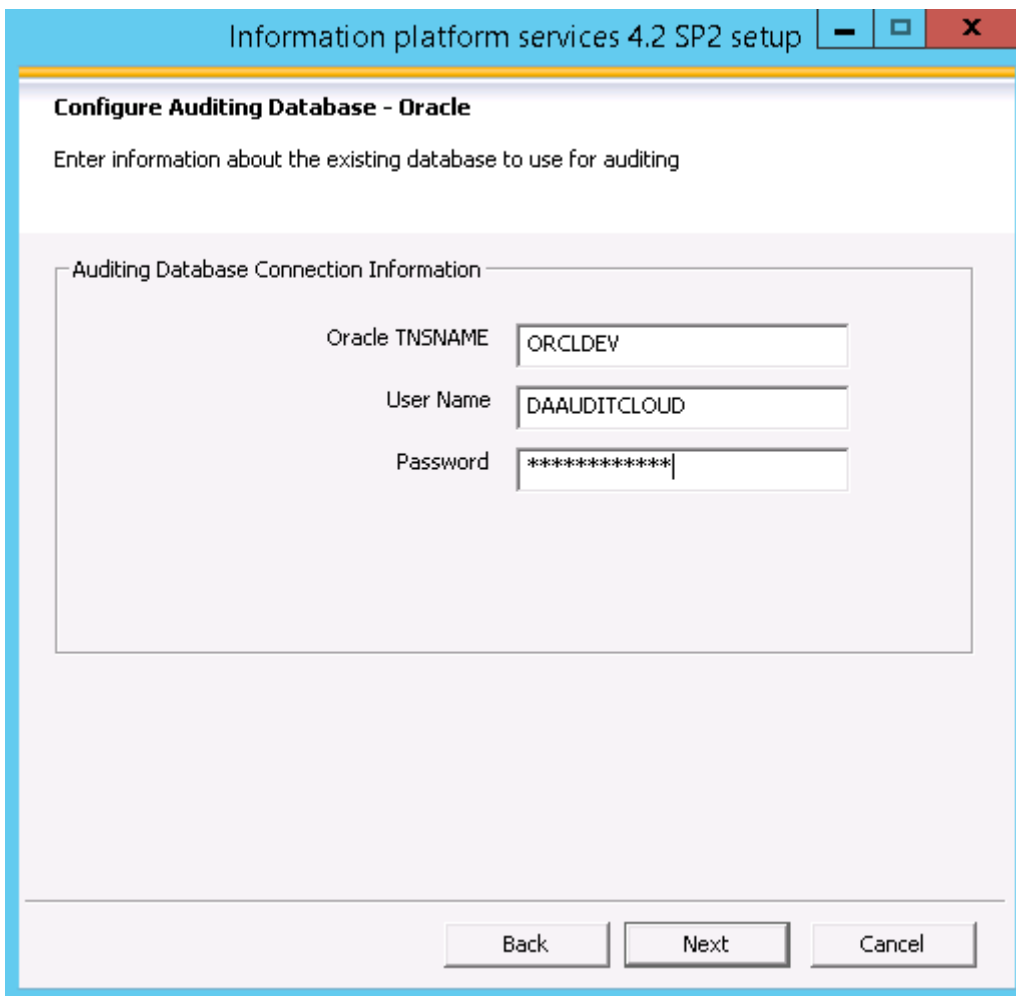 Information platform services 4.2 SP2 setup
Configure Auditing Database - Oracle
Enter information about the existing database to use for auditing
Auditing Database Connection Information
Oracle TNSNAME ORCLDEV
User Name DAAUDITCLOUD
Password ************
Back Next Cancel